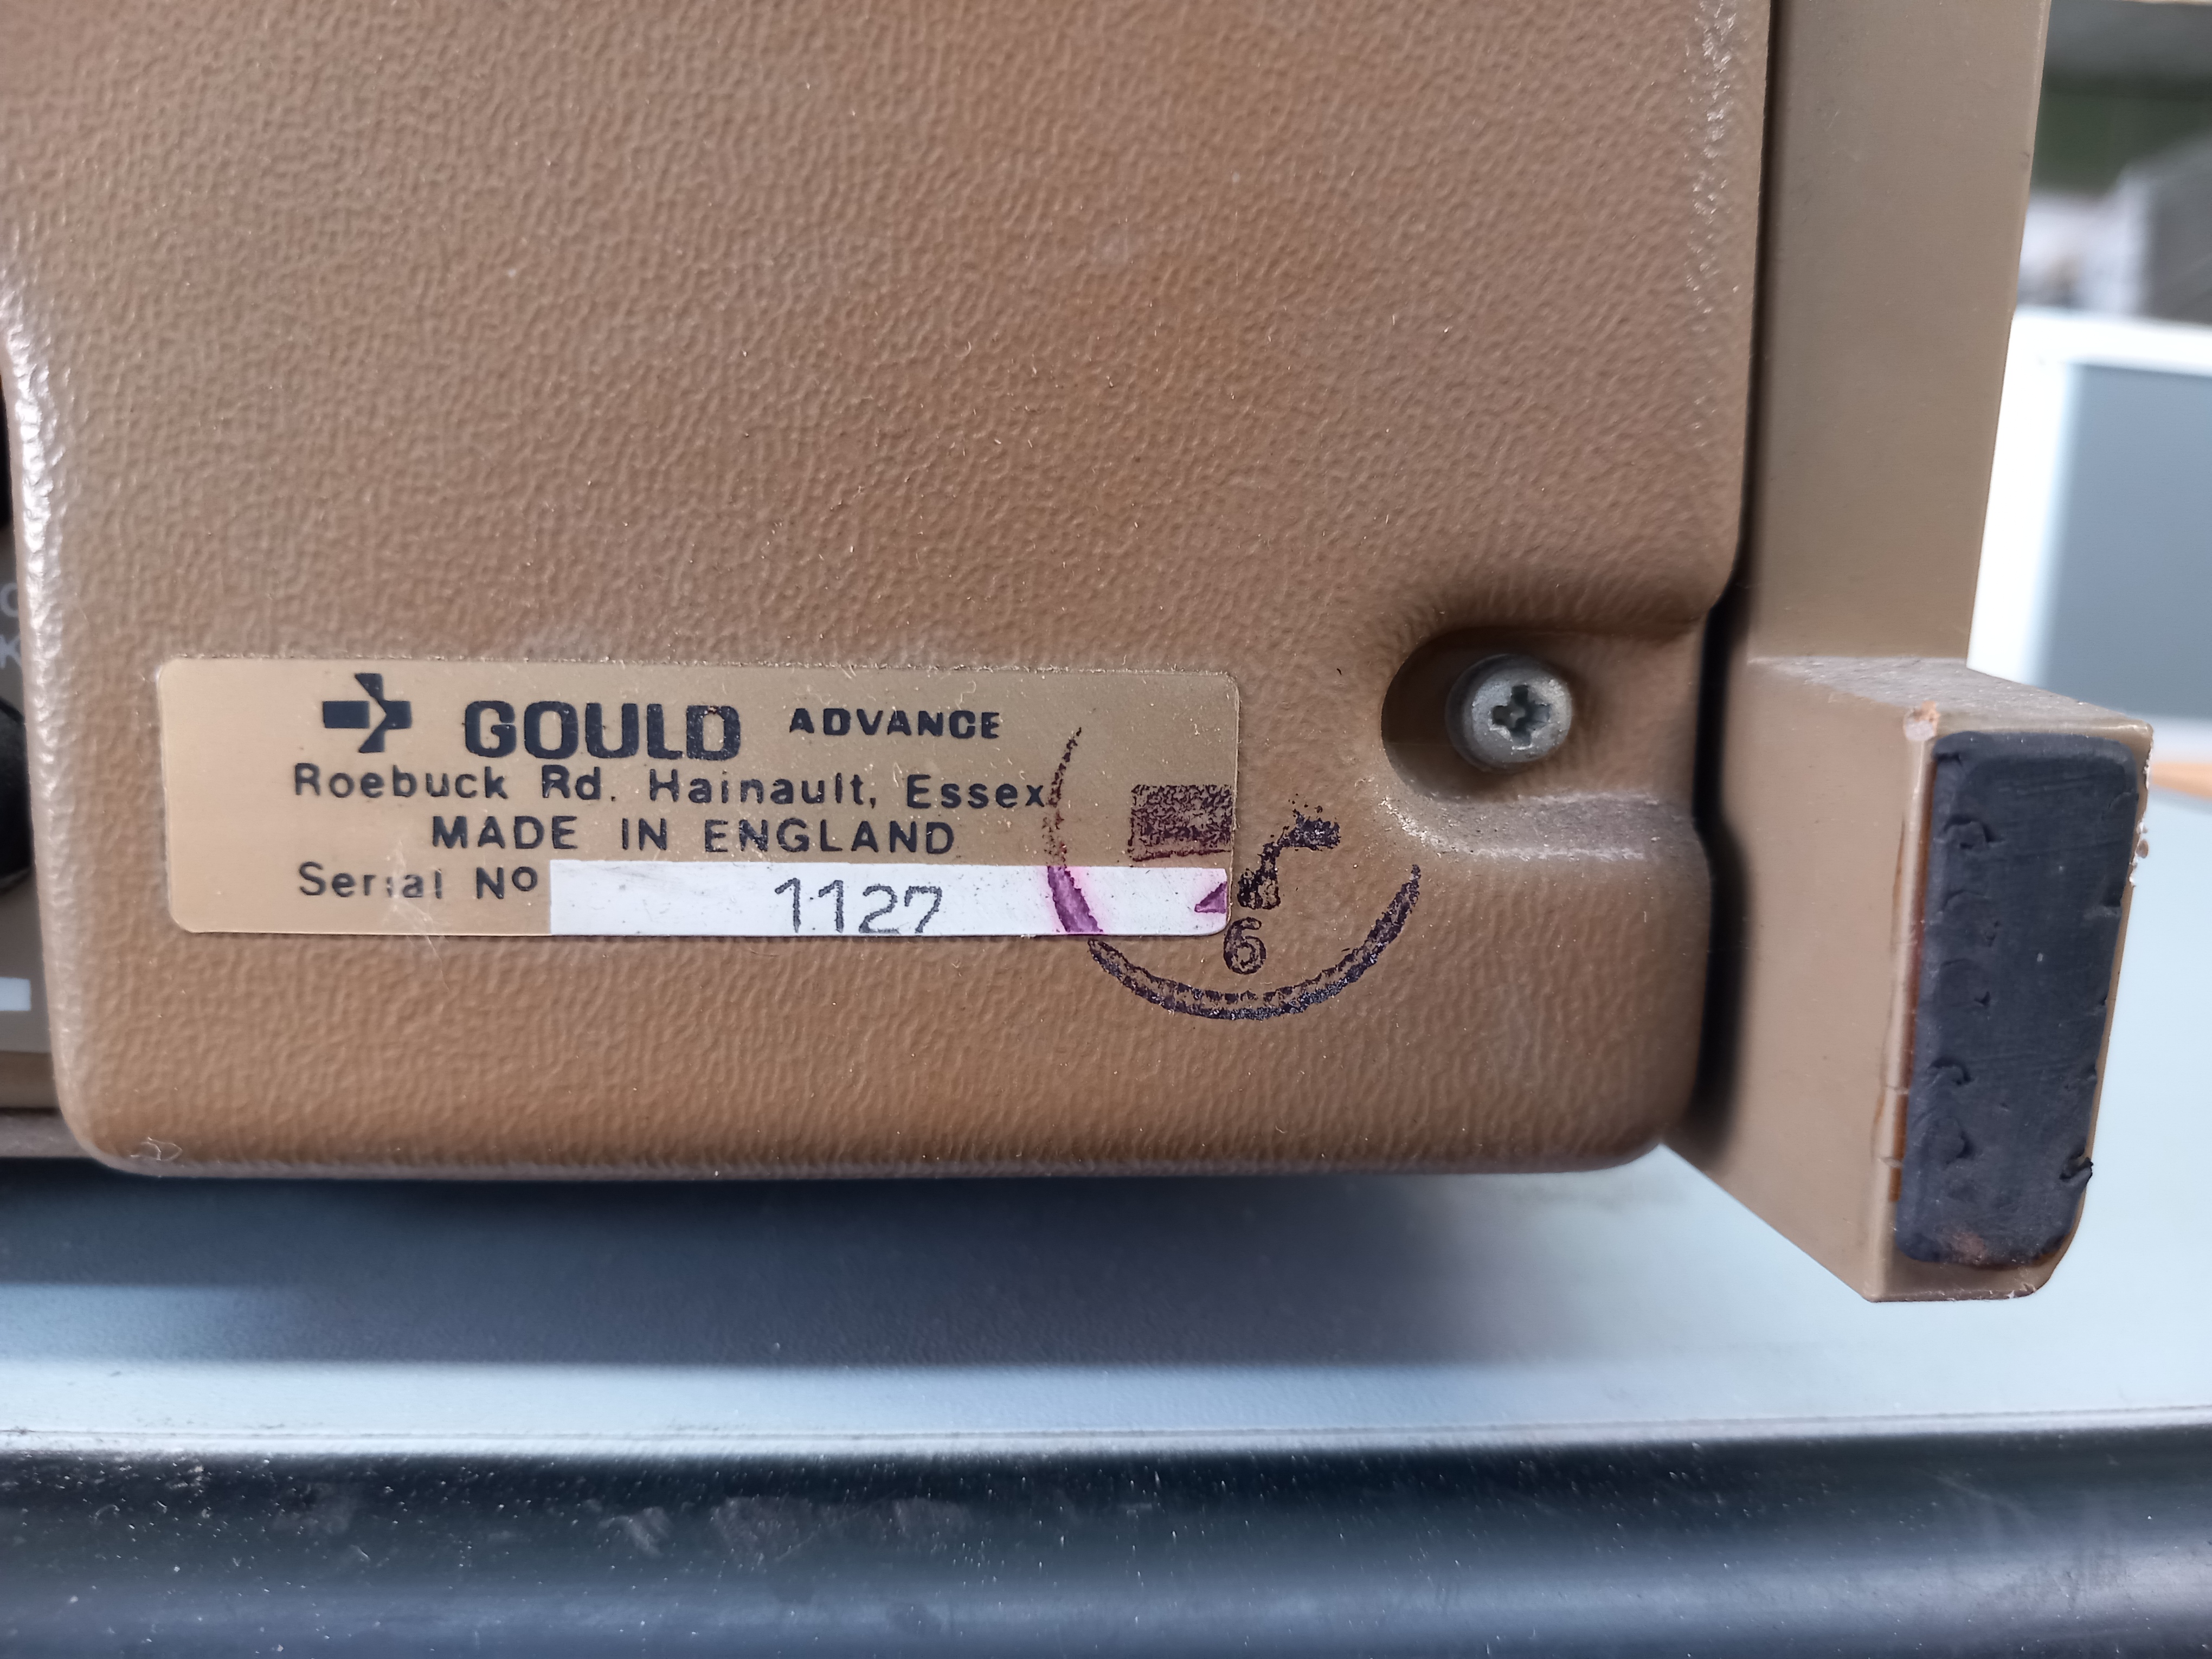 GOULD ADVANCE
Roebuck Rd. Hainault, Essex
MADE IN ENGLAND
Serial Nº 1127
6